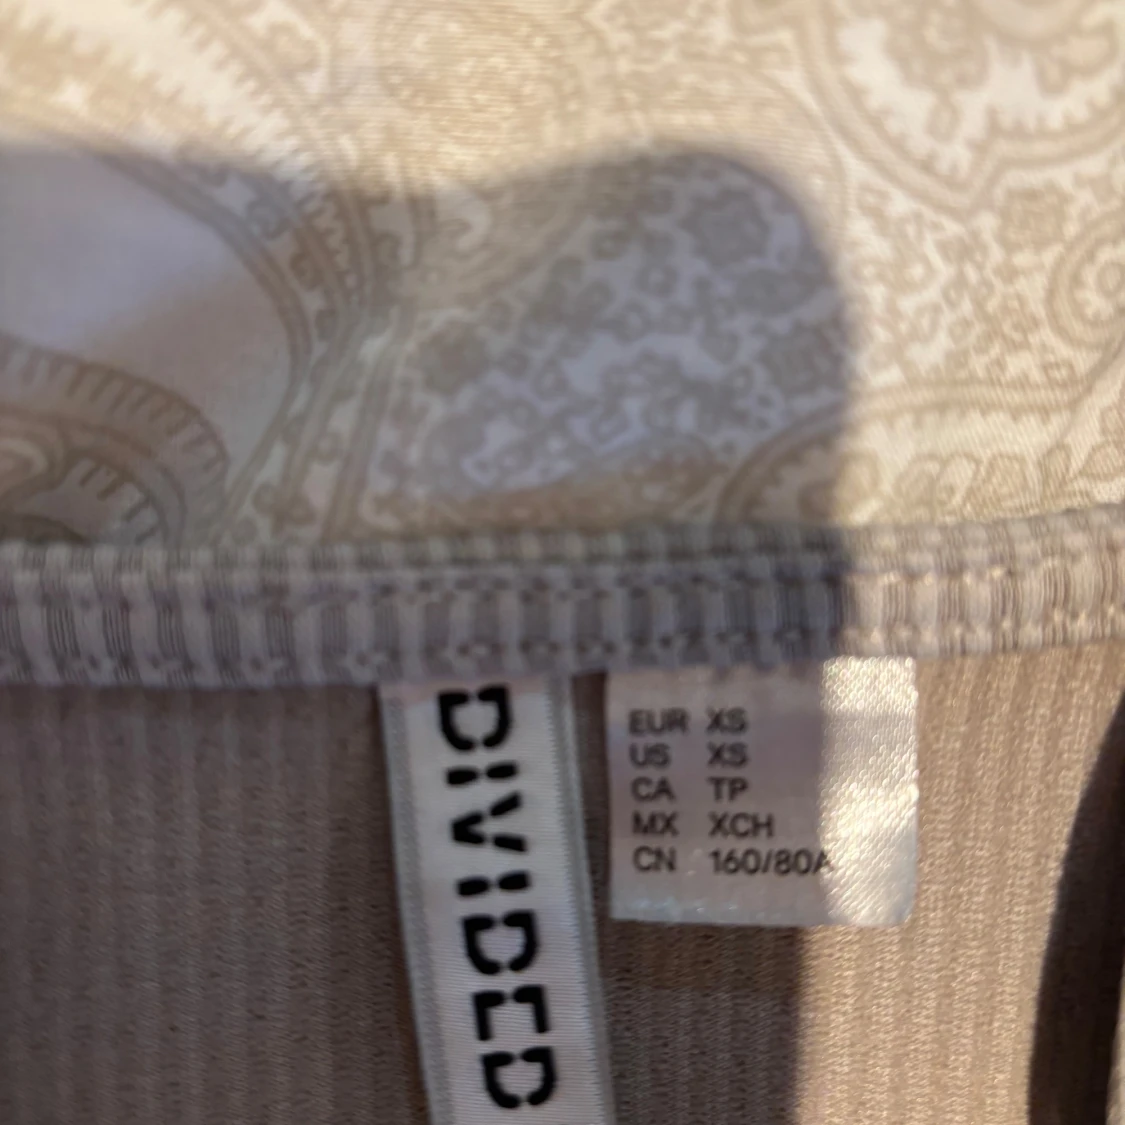 DIVIDED
EUR XS
US XS
CA TP
MX XCH
CN 160/80A